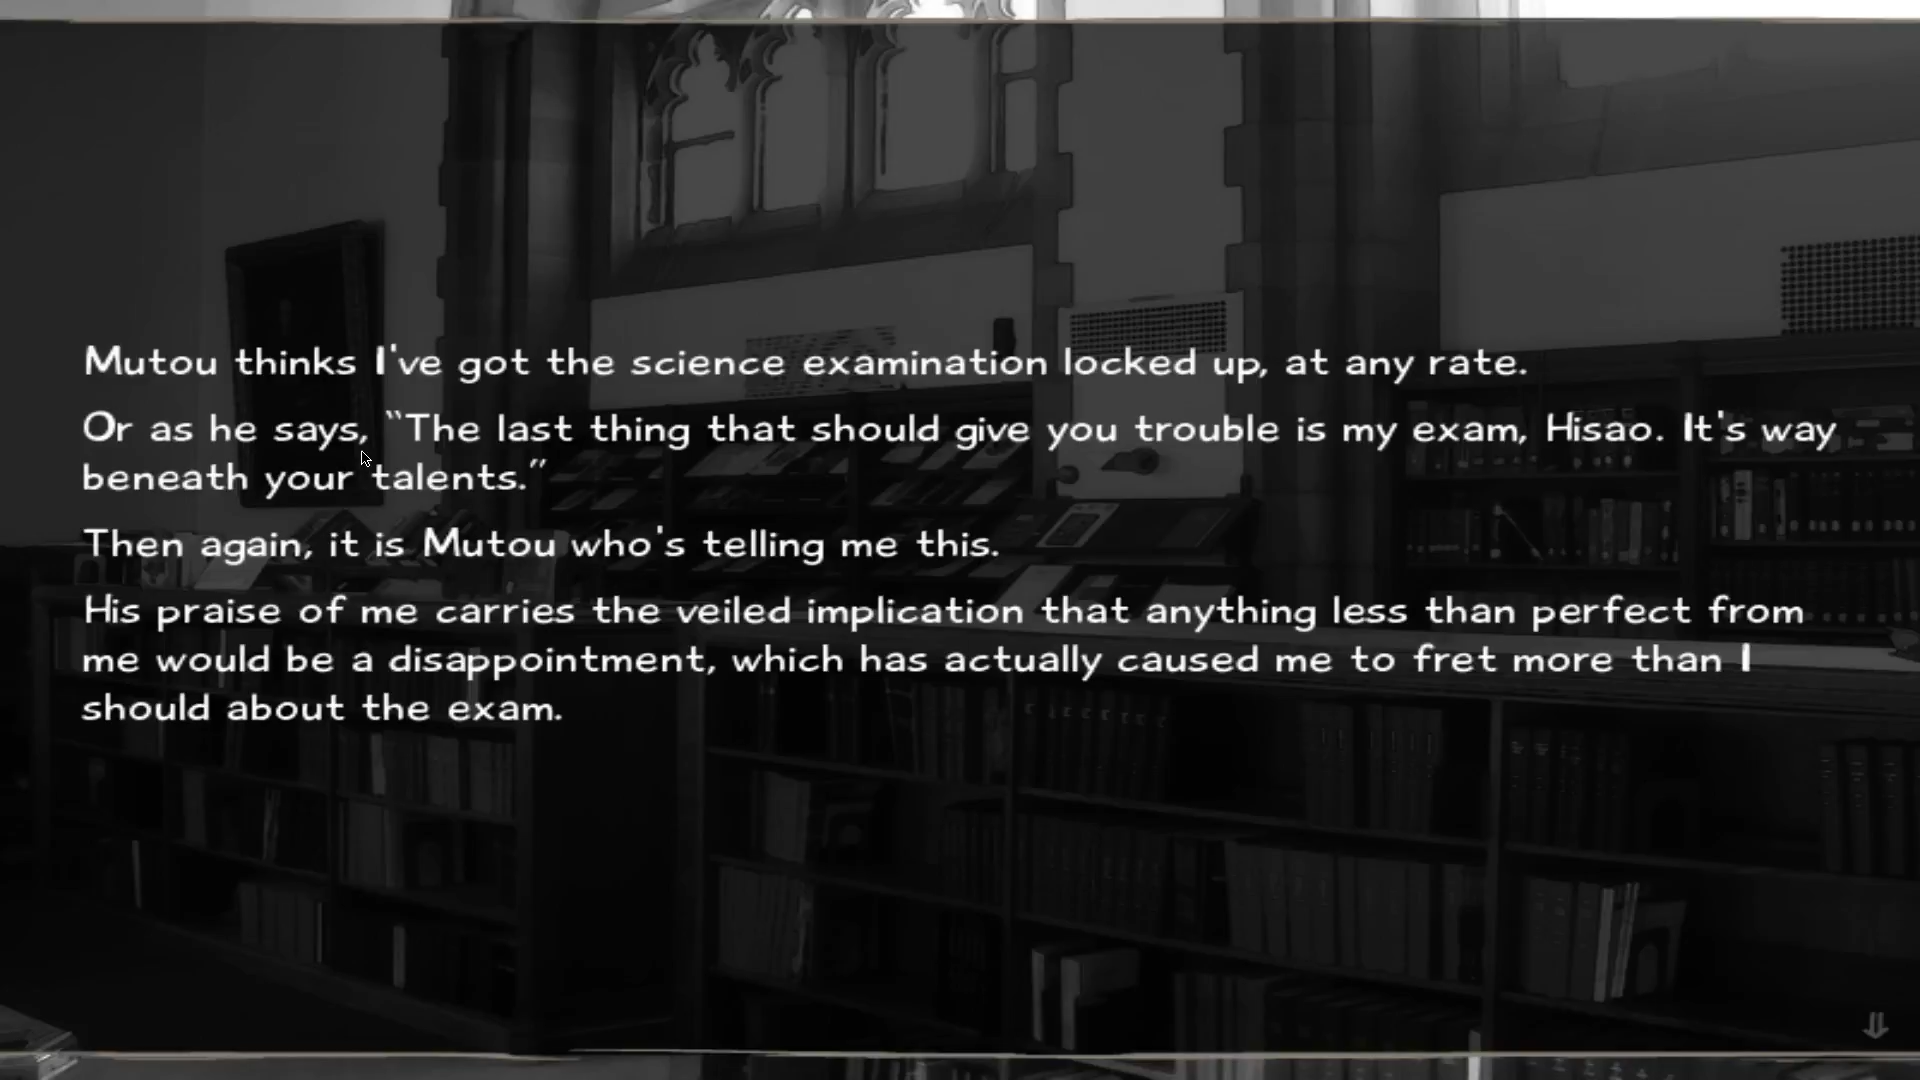 Mutou thinks I've got the science examination locked up, at any rate.
Or as he says, “The last thing that should give you trouble is my exam, Hisao. It's way
beneath your talents.”
Then again, it is Mutou who's telling me this.
His praise of me carries the veiled implication that anything less than perfect from
me would be a disappointment, which has actually caused me to fret more than I
should about the exam.